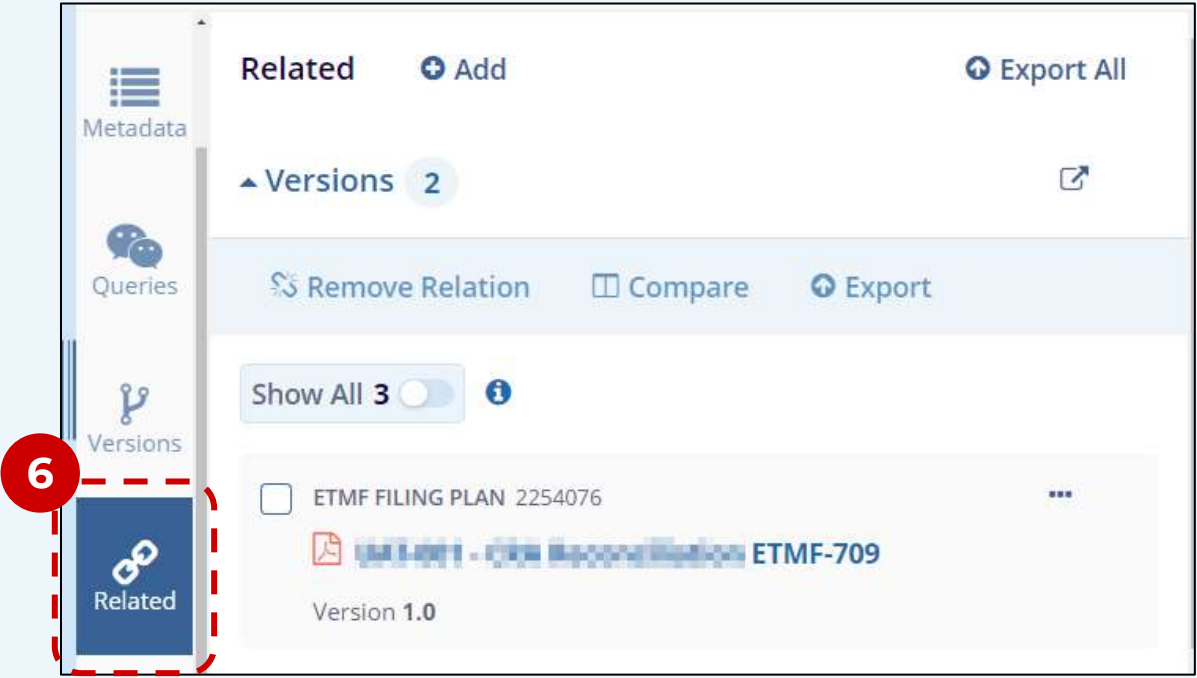 Metadata
Queries
Versions
6
Related
Related Add Export All
Versions 2
Remove Relation Compare Export
Show All 3
ETMF FILING PLAN 2254076
ETMF-709
Version 1.0